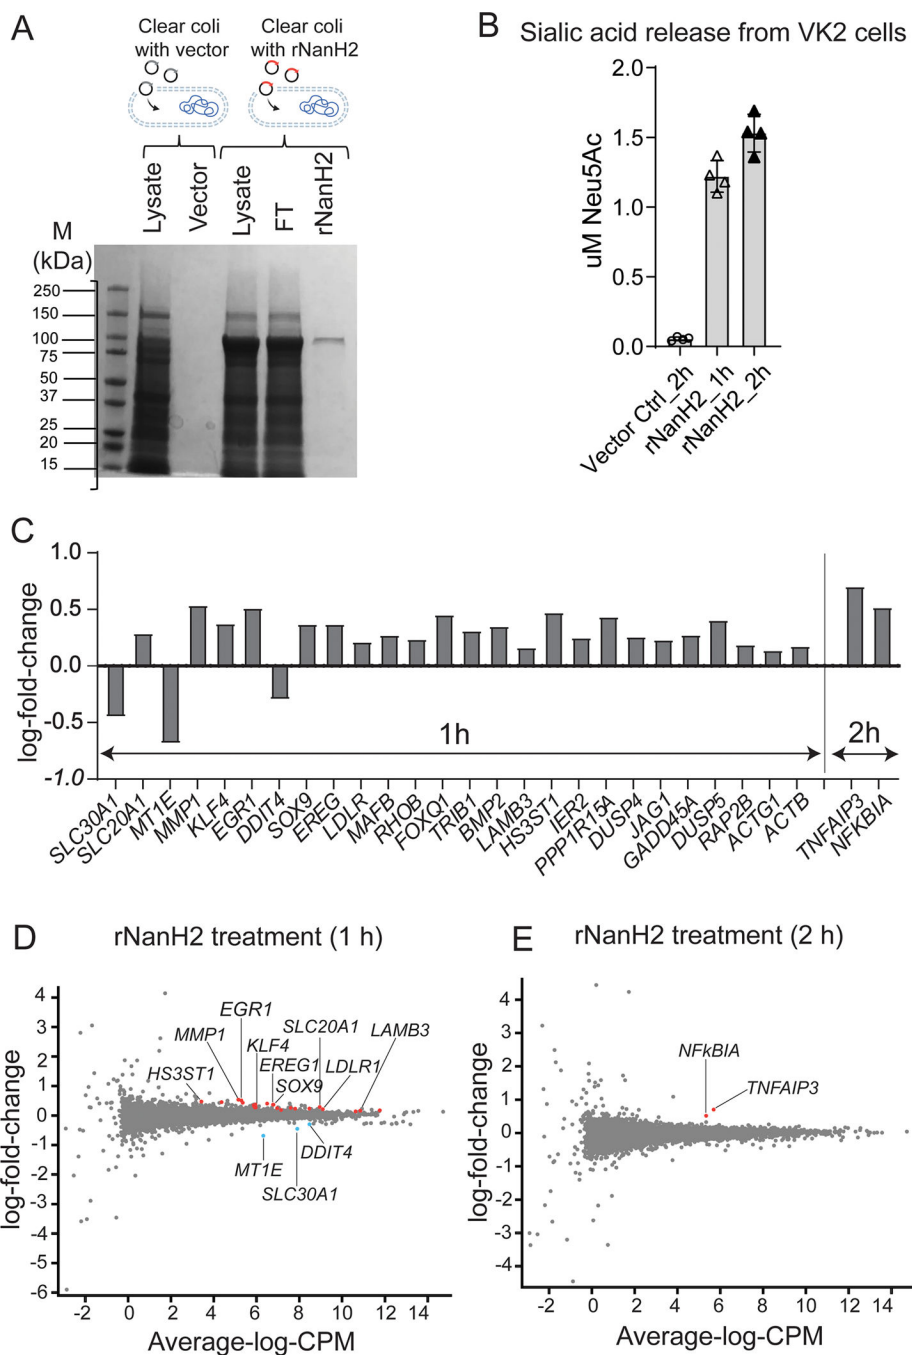 A
Clear coli
with vector
Clear coli
with rNanH2
Lysate
Vector
Lysate
FT
rNanH2
M
(kDa)
250
150
100
75
50
37
25
20
15
B
Sialic acid release from VK2 cells
uM Neu5Ac
2.0
1.5
1.0
0.5
0.0
Vector Ctrl_2h
rNanH2_1h
rNanH2_2h
C
log-fold-change
1.0
0.5
0.0
-0.5
-1.0
1h
2h
SLC30A1
SLC20A1
MT1E
MMP1
KLF4
EGR1
DDIT4
SOX9
EREG
LDLR
MAFB
RHOB
FOXQ1
TRIB1
BMP2
LAMB3
HS3ST1
IER2
PPP1R15A
DUSP4
JAG1
GADD45A
DUSP5
RAP2B
ACTG1
ACTB
TNFAIP3
NFKBIA
D
rNanH2 treatment (1 h)
log-fold-change
4
3
2
1
0
-1
-2
-3
-4
-5
-6
EGR1
MMP1
SLC20A1
LAMB3
KLF4
HS3ST1
EREG1
LDLR1
SOX9
DDIT4
MT1E
SLC30A1
-2 0 2 4 6 8 10 12 14
Average-log-CPM
E
rNanH2 treatment (2 h)
log-fold-change
4
3
2
1
0
-1
-2
-3
-4
NFkBIA
TNFAIP3
-2 0 2 4 6 8 10 12 14
Average-log-CPM